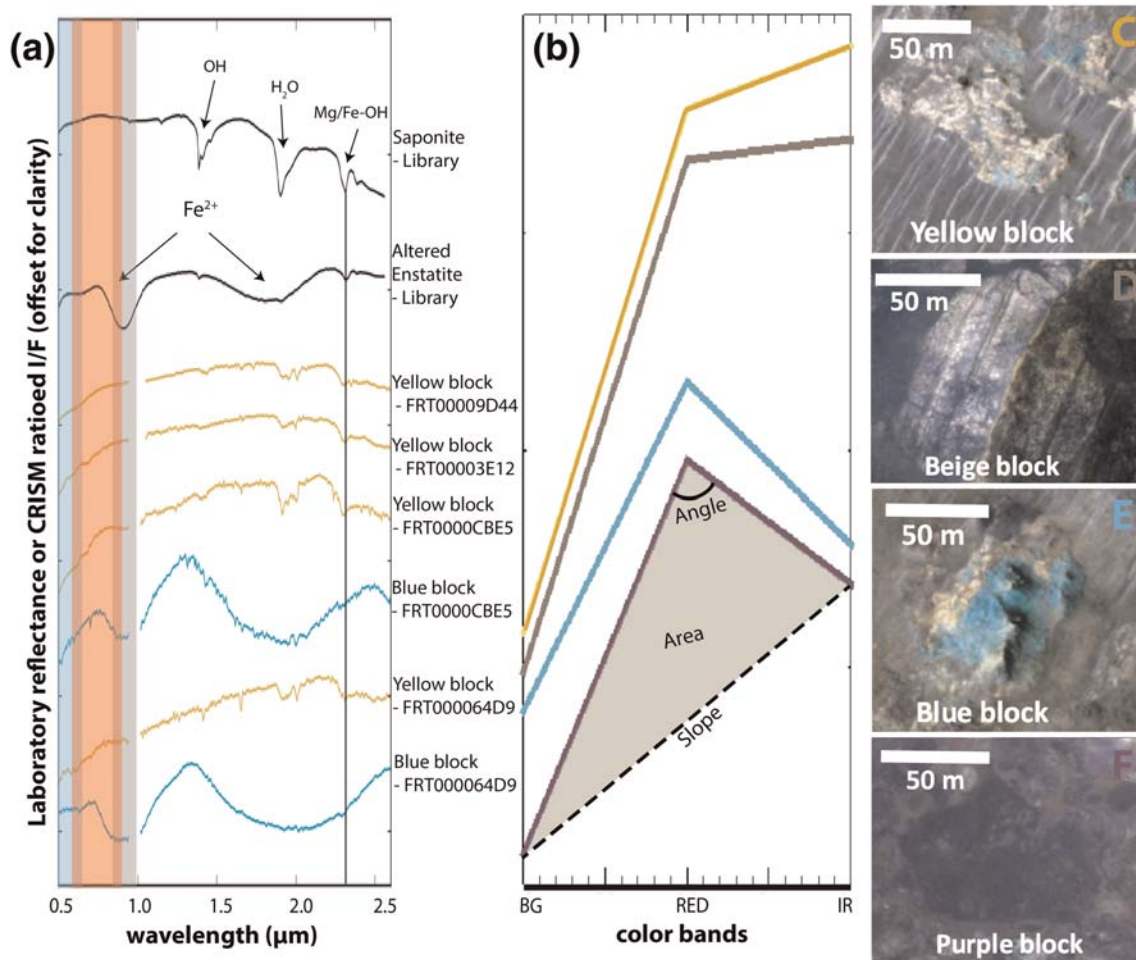 (a)
Laboratory reflectance or CRISM ratioed I/F (offset for clarity)
OH
H₂O
Mg/Fe-OH
Saponite
- Library
Fe²⁺
Altered
Enstatite
- Library
Yellow block
- FRT00009D44
Yellow block
- FRT00003E12
Yellow block
- FRT0000CBE5
Blue block
- FRT0000CBE5
Yellow block
- FRT000064D9
Blue block
- FRT000064D9
0.5 1.0 1.5 2.0 2.5
wavelength (μm)
(b)
Angle
Area
Slope
BG RED IR
color bands
C
50 m
Yellow block
D
50 m
Beige block
E
50 m
Blue block
F
50 m
Purple block